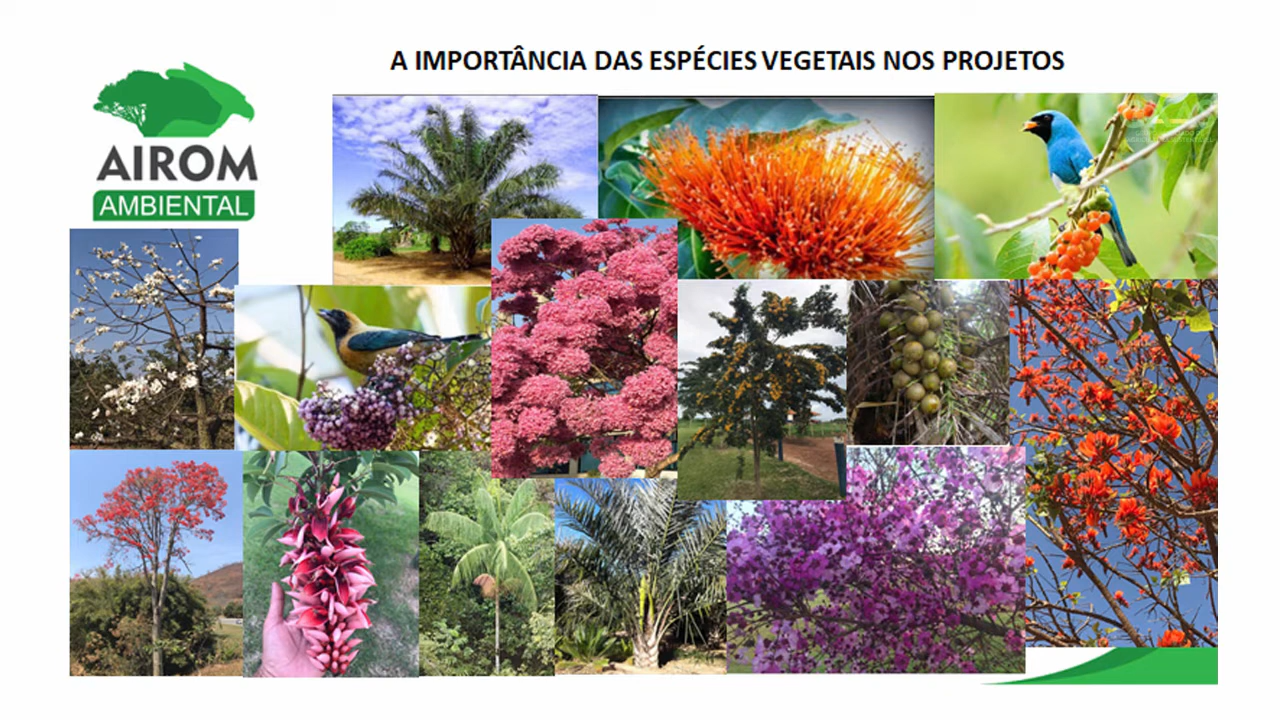 A IMPORTÂNCIA DAS ESPÉCIES VEGETAIS NOS PROJETOS
AIROM
AMBIENTAL